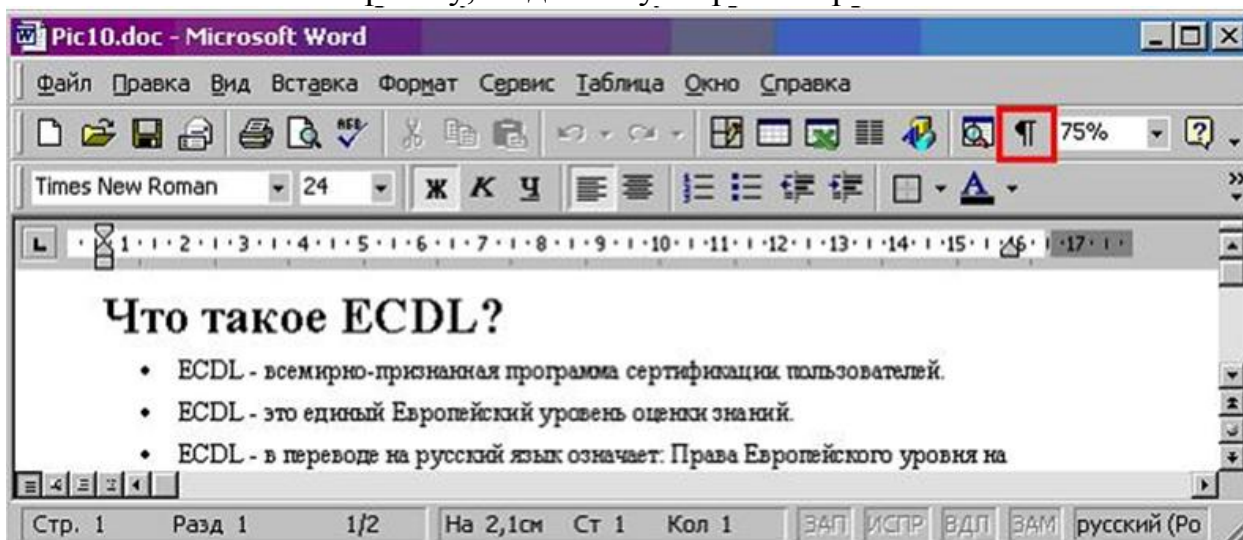 Pic10.doc - Microsoft Word
Файл Правка Вид Вставка Формат Сервис Таблица Окно Справка
¶ 75%
Times New Roman 24 Ж К Ч
1 2 3 4 5 6 7 8 9 10 11 12 13 14 15 16 17
Что такое ECDL?
• ECDL - всемирно-признанная программа сертификации пользователей.
• ECDL - это единый Европейский уровень оценки знаний.
• ECDL - в переводе на русский язык означает: Права Европейского уровня на
Стр. 1 Разд 1 1/2 На 2,1см Ст 1 Кол 1 ЗАП ИСПР ВДЛ ЗАМ русский (Ро